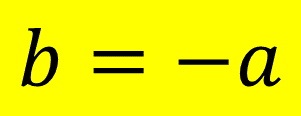 b = −a